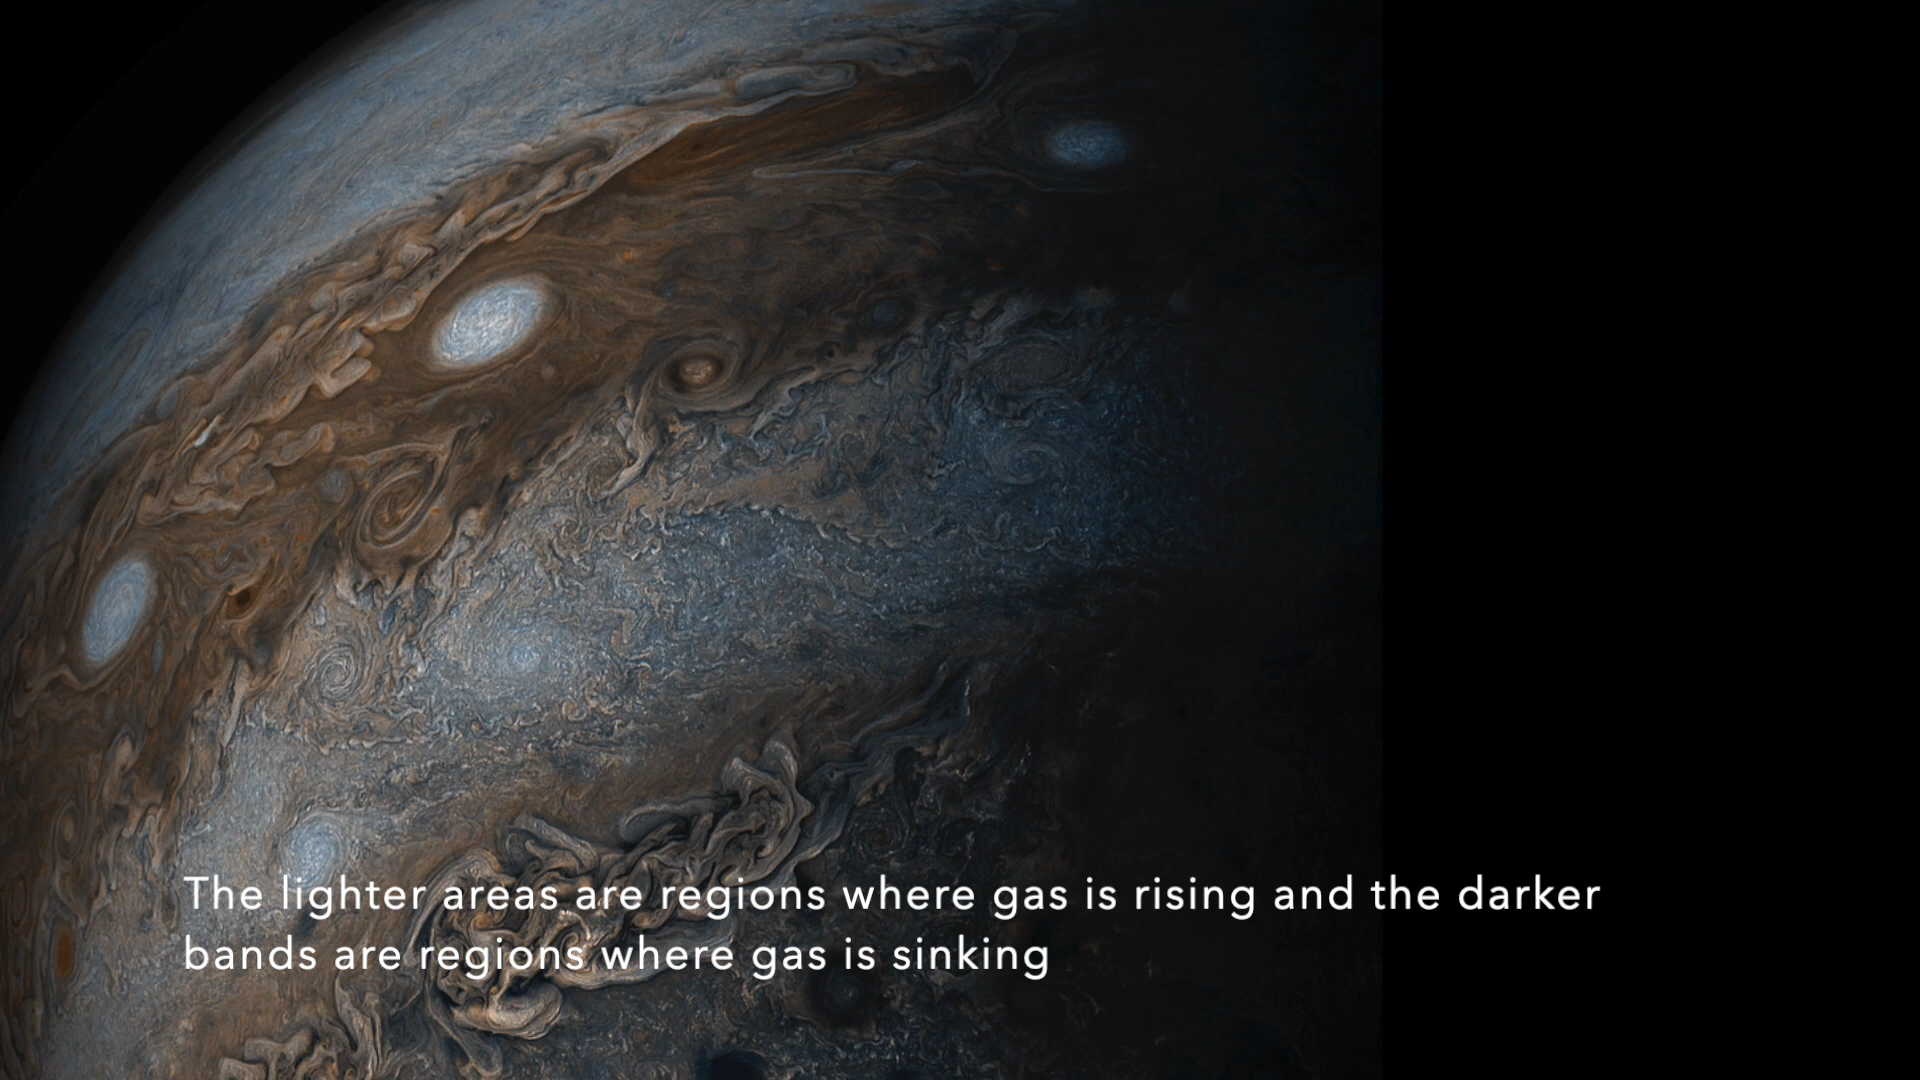 The lighter areas are regions where gas is rising and the darker
bands are regions where gas is sinking